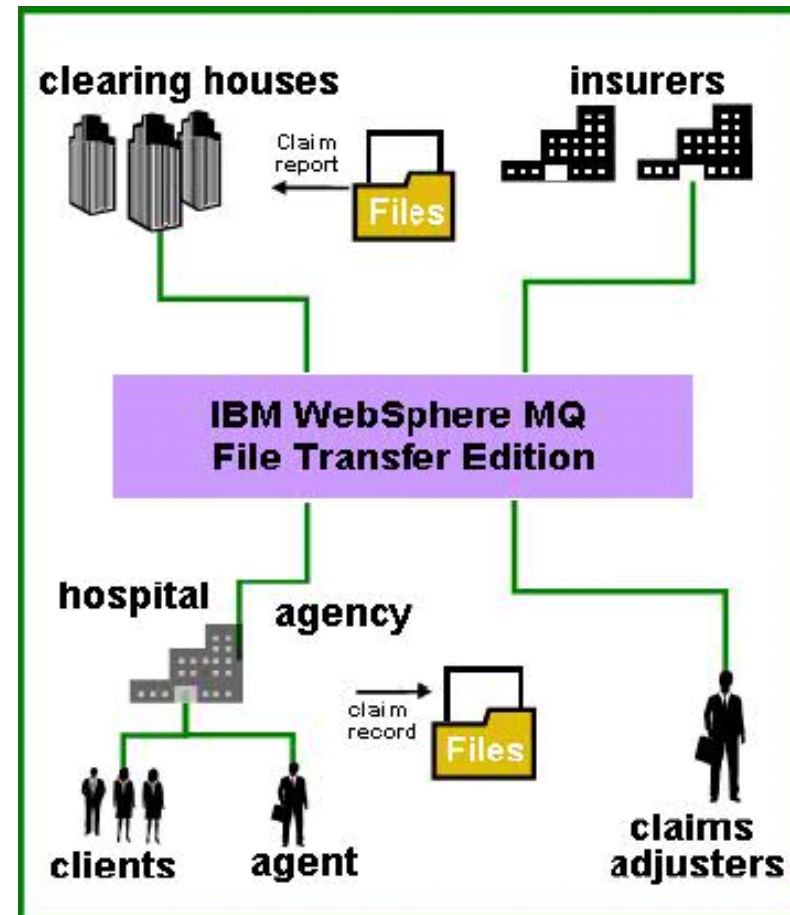 clearing houses
insurers
Claim
report
Files
IBM WebSphere MQ
File Transfer Edition
hospital
agency
claim
record
Files
clients
agent
claims
adjusters